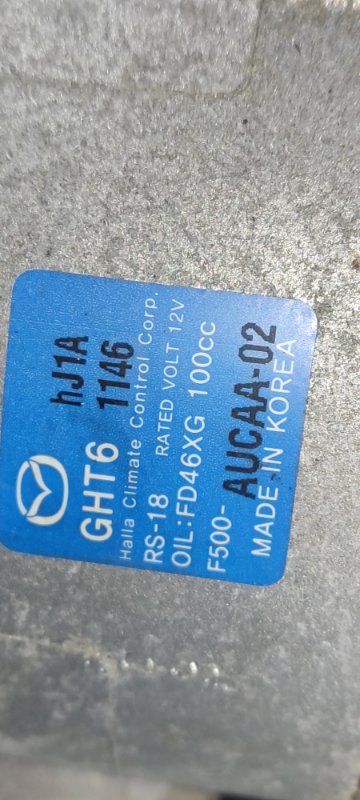 GHT6 hJ1A
1146
Halla Climate Control Corp.
RS-18 RATED VOLT 12V
OIL:FD46XG 100cc
F500-AUCAA-02
MADE IN KOREA